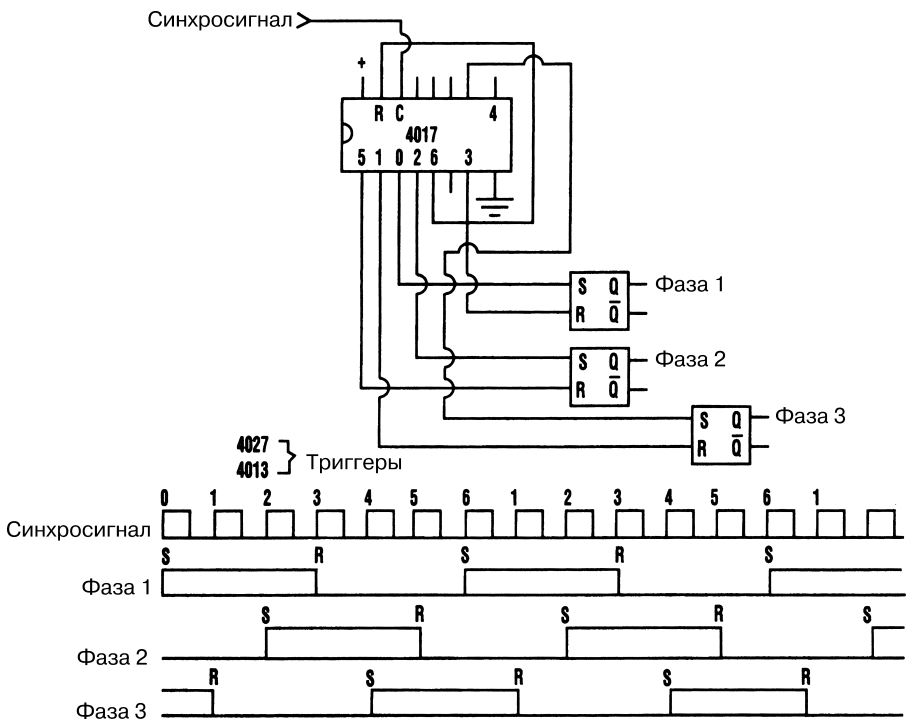 Синхросигнал
+
R C 4
4017
5 1 0 2 6 3
S Q Фаза 1
R Q̅
S Q Фаза 2
R Q̅
S Q Фаза 3
R Q̅
4027
4013
Триггеры
0 1 2 3 4 5 6 1 2 3 4 5 6 1
Синхросигнал
S R S R S
Фаза 1
S R S R S
Фаза 2
R S R S R
Фаза 3